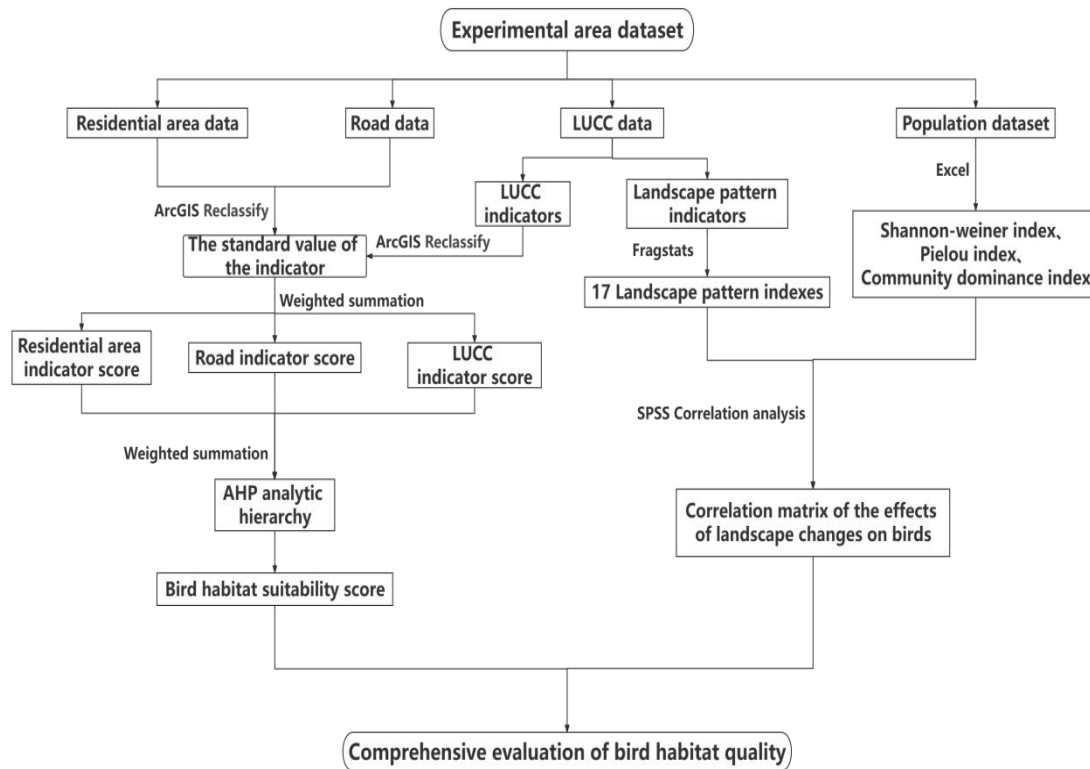 Experimental area dataset
Residential area data
Road data
LUCC data
Population dataset
Excel
LUCC
indicators
Landscape pattern
indicators
ArcGIS Reclassify
ArcGIS Reclassify
The standard value of
the indicator
Fragstats
Shannon-weiner index、
Pielou index、
Community dominance index
17 Landscape pattern indexes
Weighted summation
Residential area
indicator score
Road indicator score
LUCC
indicator score
SPSS Correlation analysis
Weighted summation
AHP analytic
hierarchy
Correlation matrix of the effects
of landscape changes on birds
Bird habitat suitability score
Comprehensive evaluation of bird habitat quality